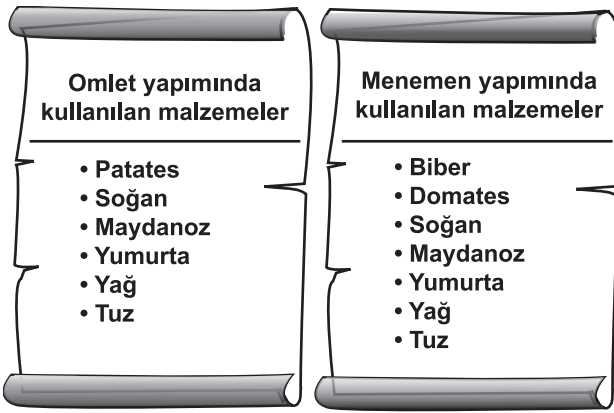 Omlet yapımında
kullanılan malzemeler
• Patates
• Soğan
• Maydanoz
• Yumurta
• Yağ
• Tuz
Menemen yapımında
kullanılan malzemeler
• Biber
• Domates
• Soğan
• Maydanoz
• Yumurta
• Yağ
• Tuz